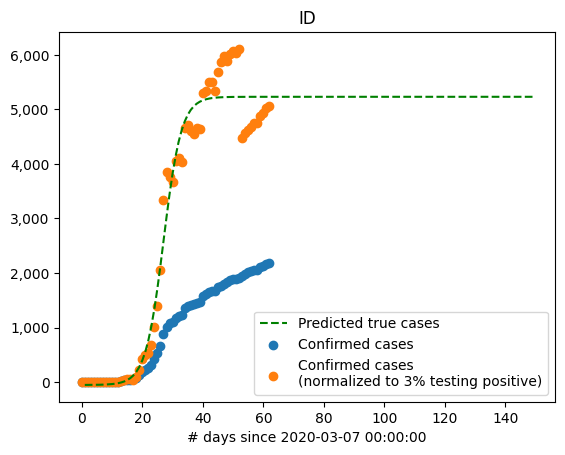 ID
6,000
5,000
4,000
3,000
2,000
1,000
0
Predicted true cases
Confirmed cases
Confirmed cases
(normalized to 3% testing positive)
0 20 40 60 80 100 120 140
# days since 2020-03-07 00:00:00